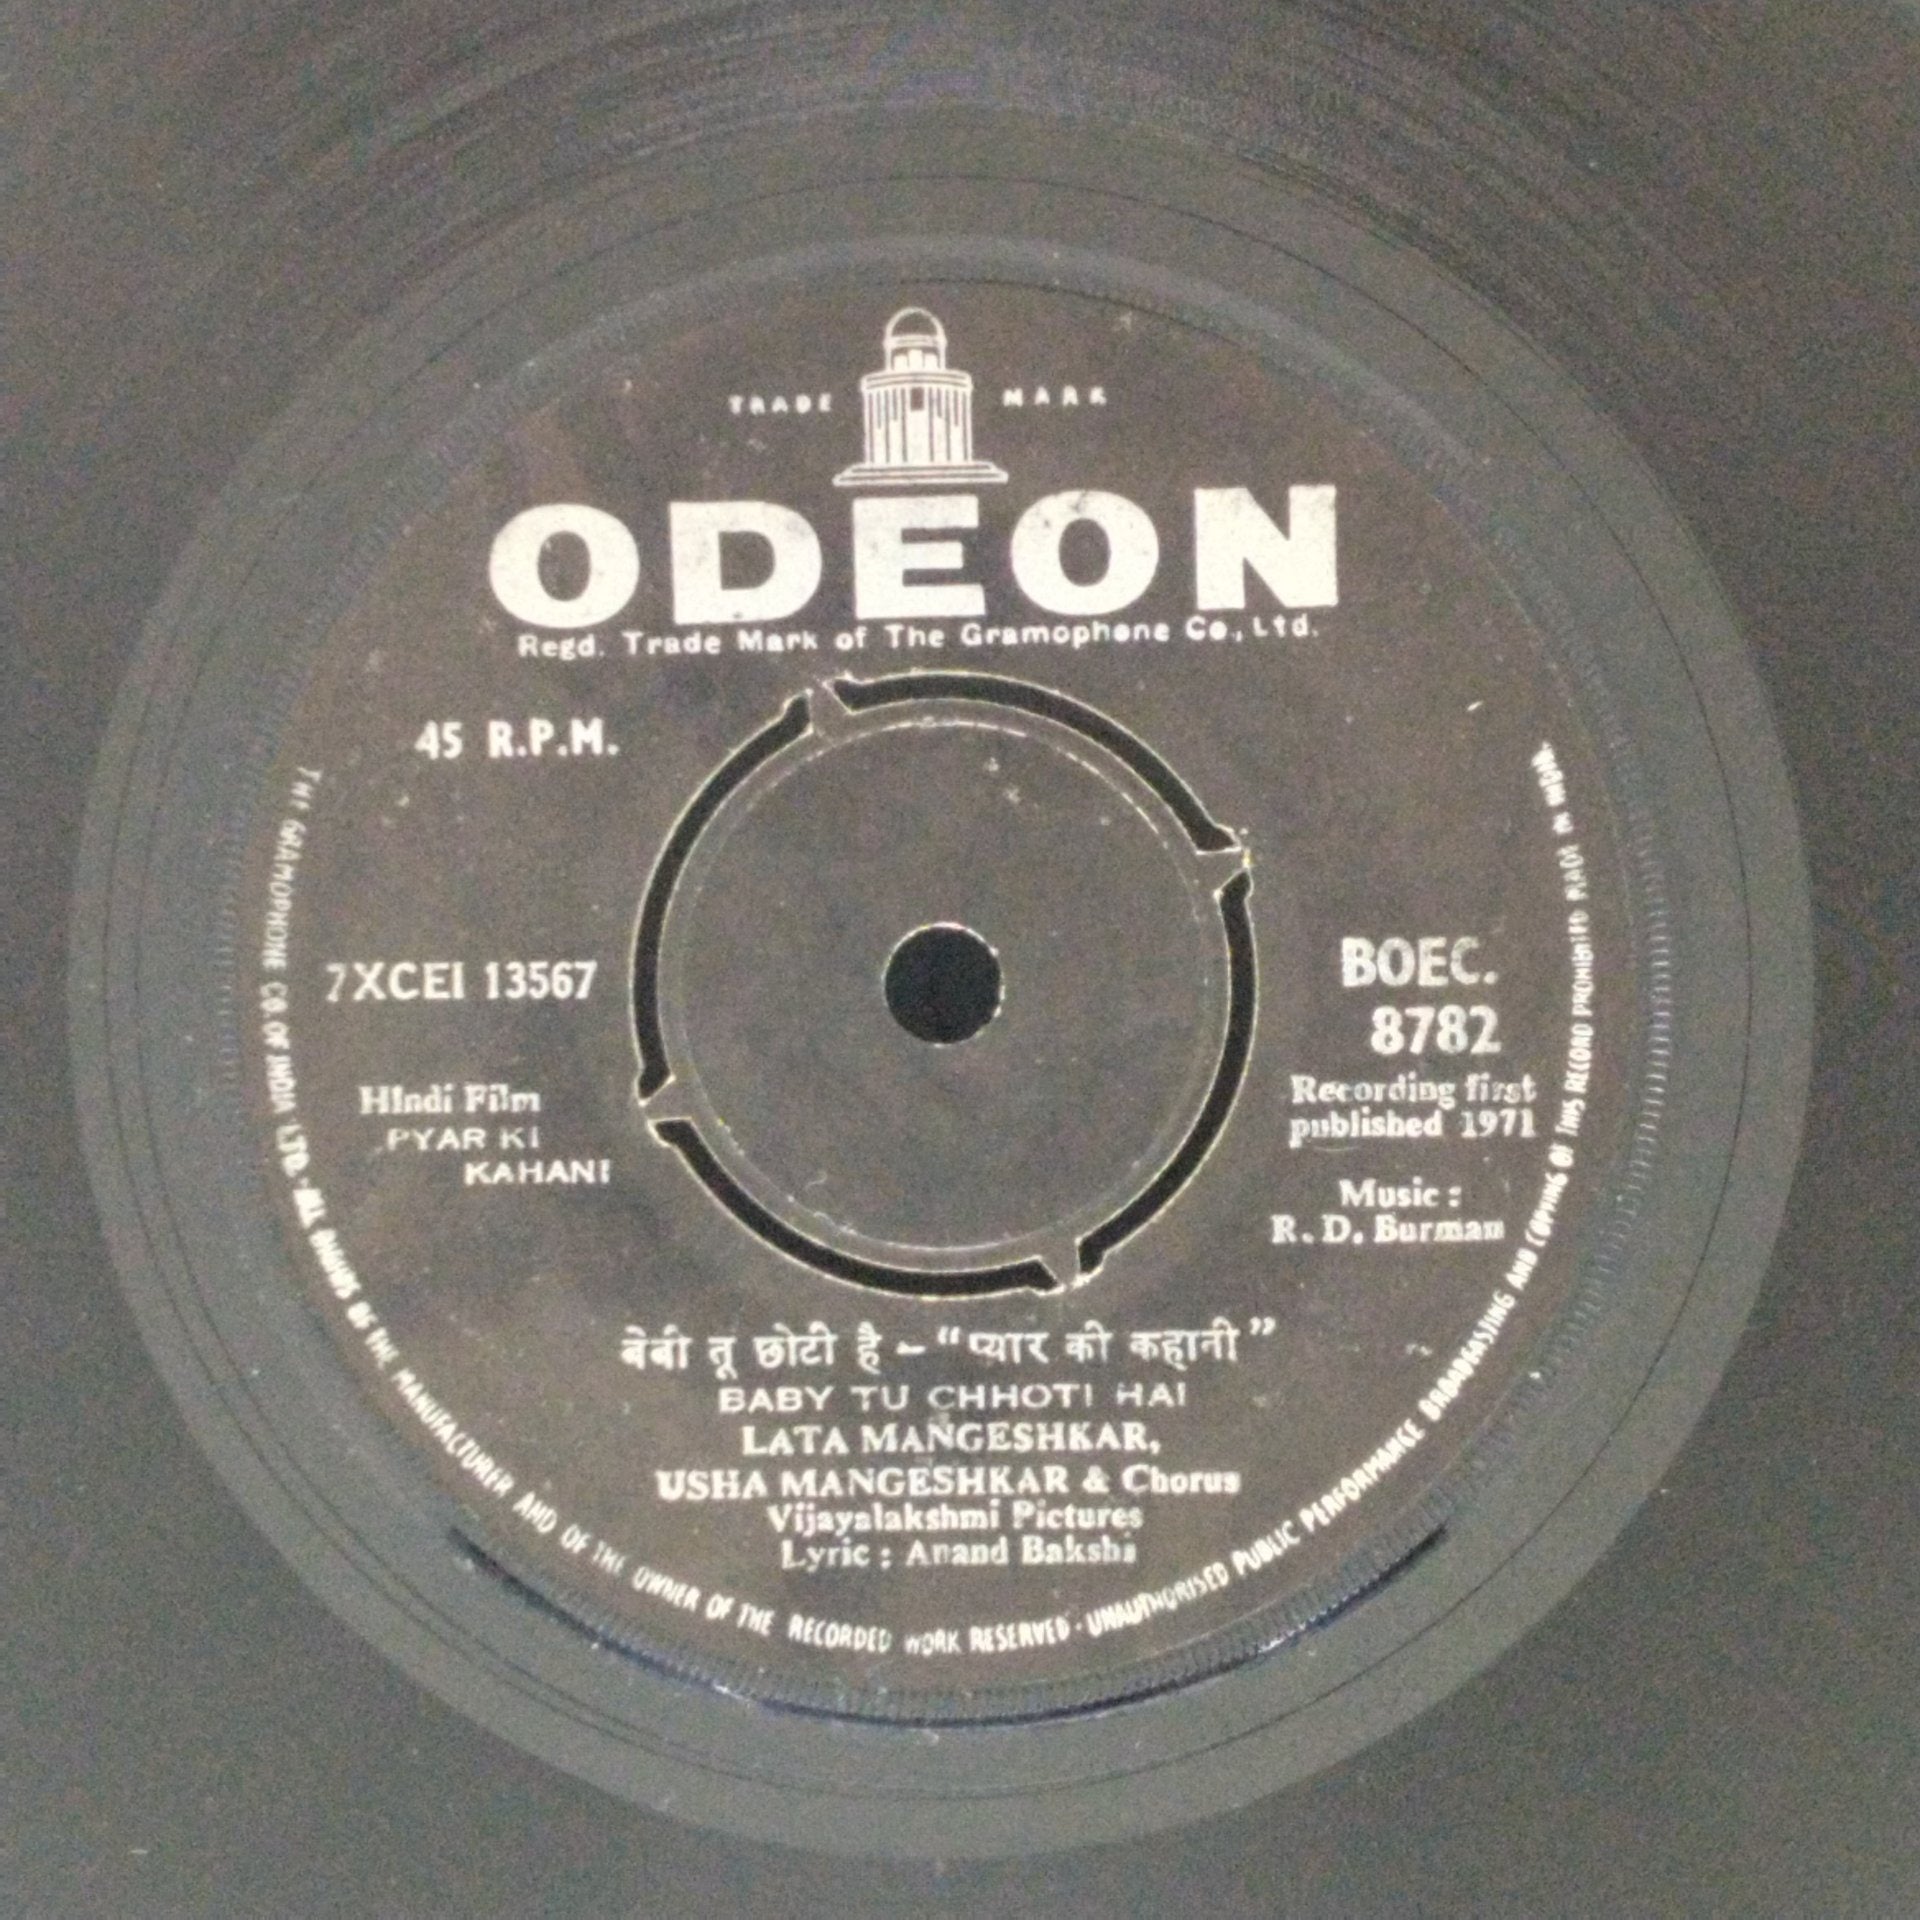 TRADE MARK
ODEON
Regd. Trade Mark of The Gramophone Co., Ltd.
45 R.P.M.
7XCEI 13567
BOEC.
8782
Recording first
published 1971
Hindi Film
PYAR KI
KAHANI
Music :
R. D. Burman
बेबी तू छोटी है – “प्यार की कहानी”
BABY TU CHHOTI HAI
LATA MANGESHKAR,
USHA MANGESHKAR & Chorus
Vijayalakshmi Pictures
Lyric : Anand Bakshi
THE GRAMOPHONE CO. OF INDIA LTD. · ALL RIGHTS OF THE MANUFACTURER AND OF THE OWNER OF THE RECORDED WORK RESERVED · UNAUTHORISED PUBLIC PERFORMANCE BROADCASTING AND COPYING OF THIS RECORD PROHIBITED MADE IN INDIA.